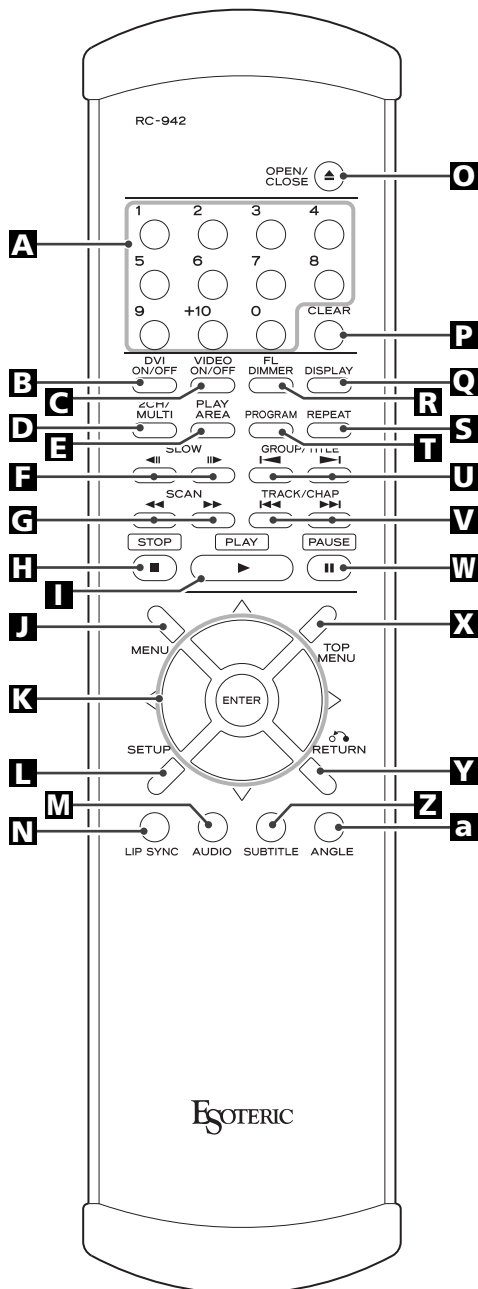 RC-942
OPEN/
CLOSE
O
1 2 3 4
A
5 6 7 8
9 +10 0 CLEAR
P
DVI
ON/OFF
VIDEO
ON/OFF
FL
DIMMER
DISPLAY
B
C
R
Q
2CH/
MULTI
PLAY
AREA
PROGRAM
REPEAT
D
E
T
S
SLOW
GROUP/TITLE
F
U
SCAN
TRACK/CHAP
G
V
STOP
PLAY
PAUSE
H
I
W
J
X
MENU
TOP
MENU
K
ENTER
SETUP
RETURN
L
Y
M
Z
N
a
LIP SYNC
AUDIO
SUBTITLE
ANGLE
ESOTERIC